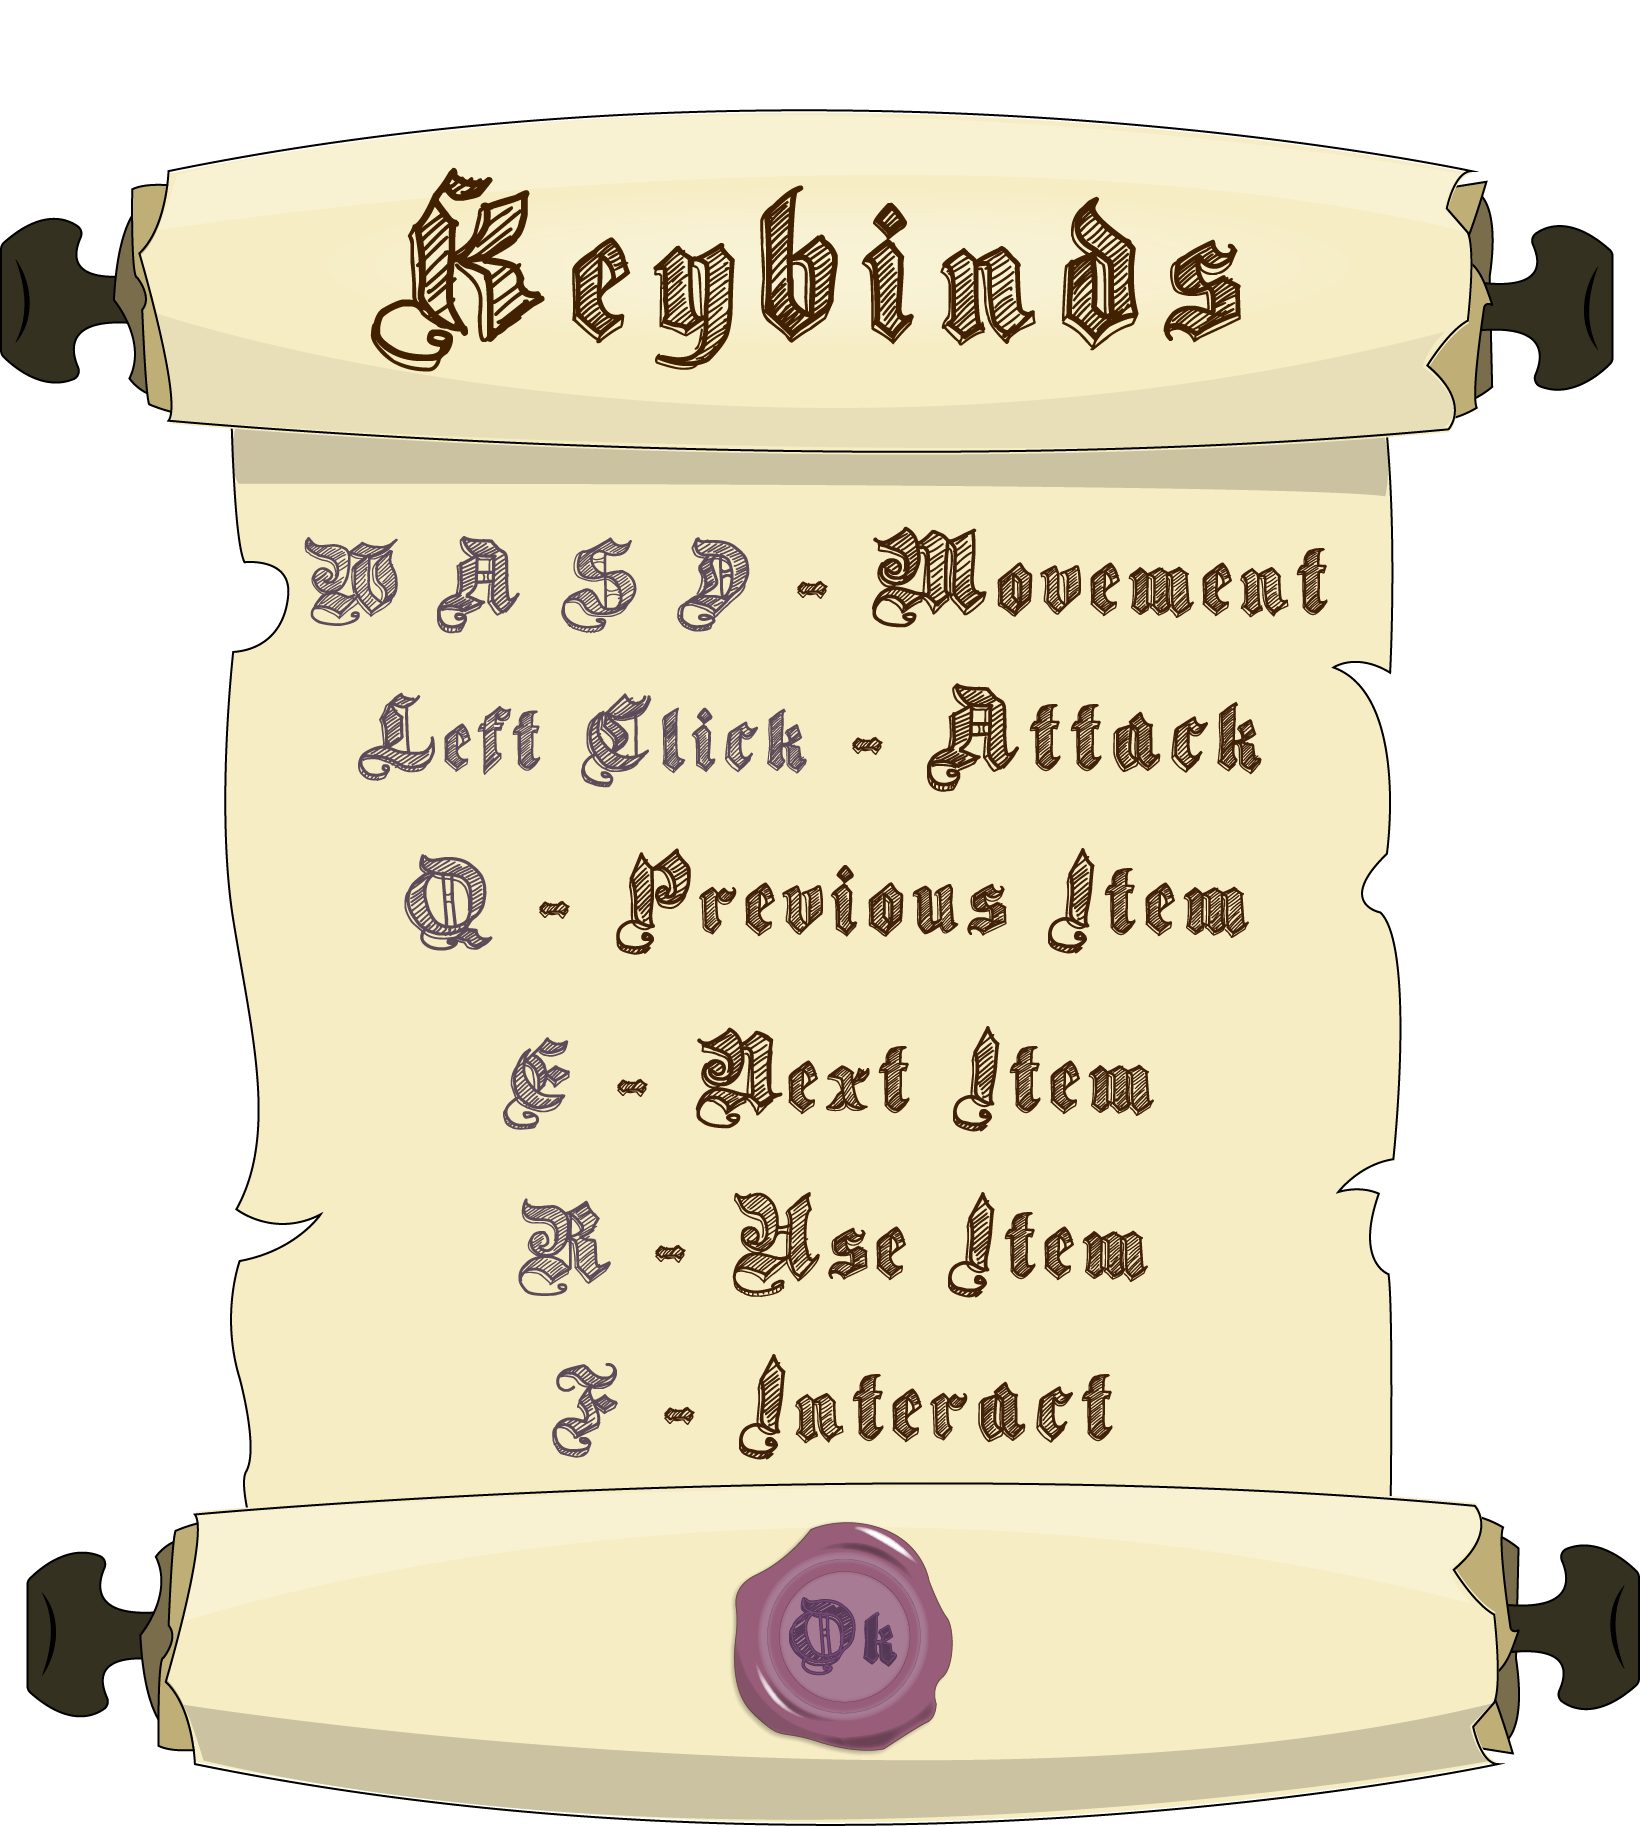 Keybinds
W A S D - Movement
Left Click - Attack
Q - Previous Item
E - Next Item
R - Use Item
F - Interact
Ok